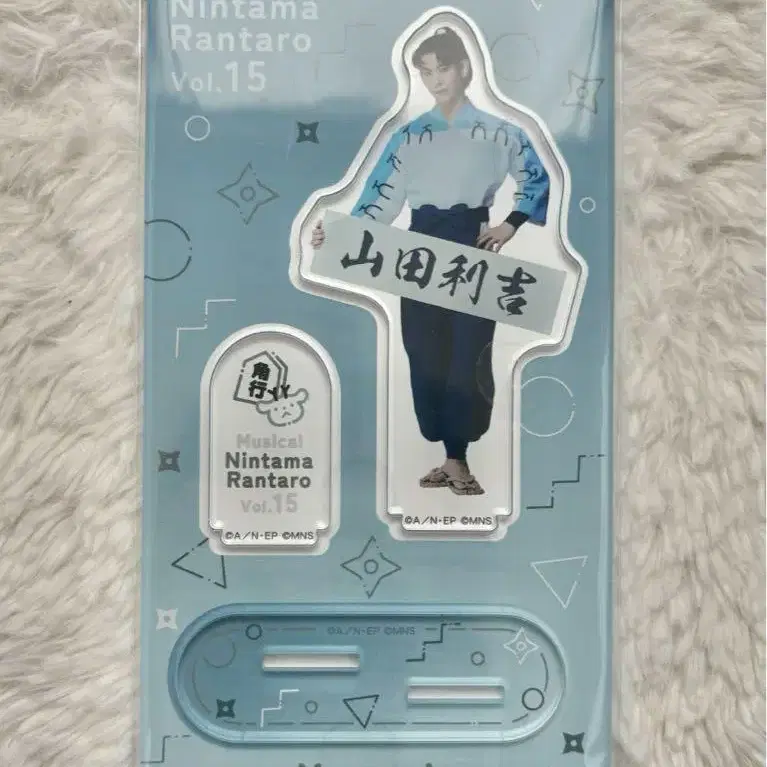 Nintama
Rantaro
Vol.15
山田利吉
角行
Musical
Nintama
Rantaro
Vol.15
©A/N・EP ©MNS
©A/N・EP ©MNS
©A/N・EP ©MNS